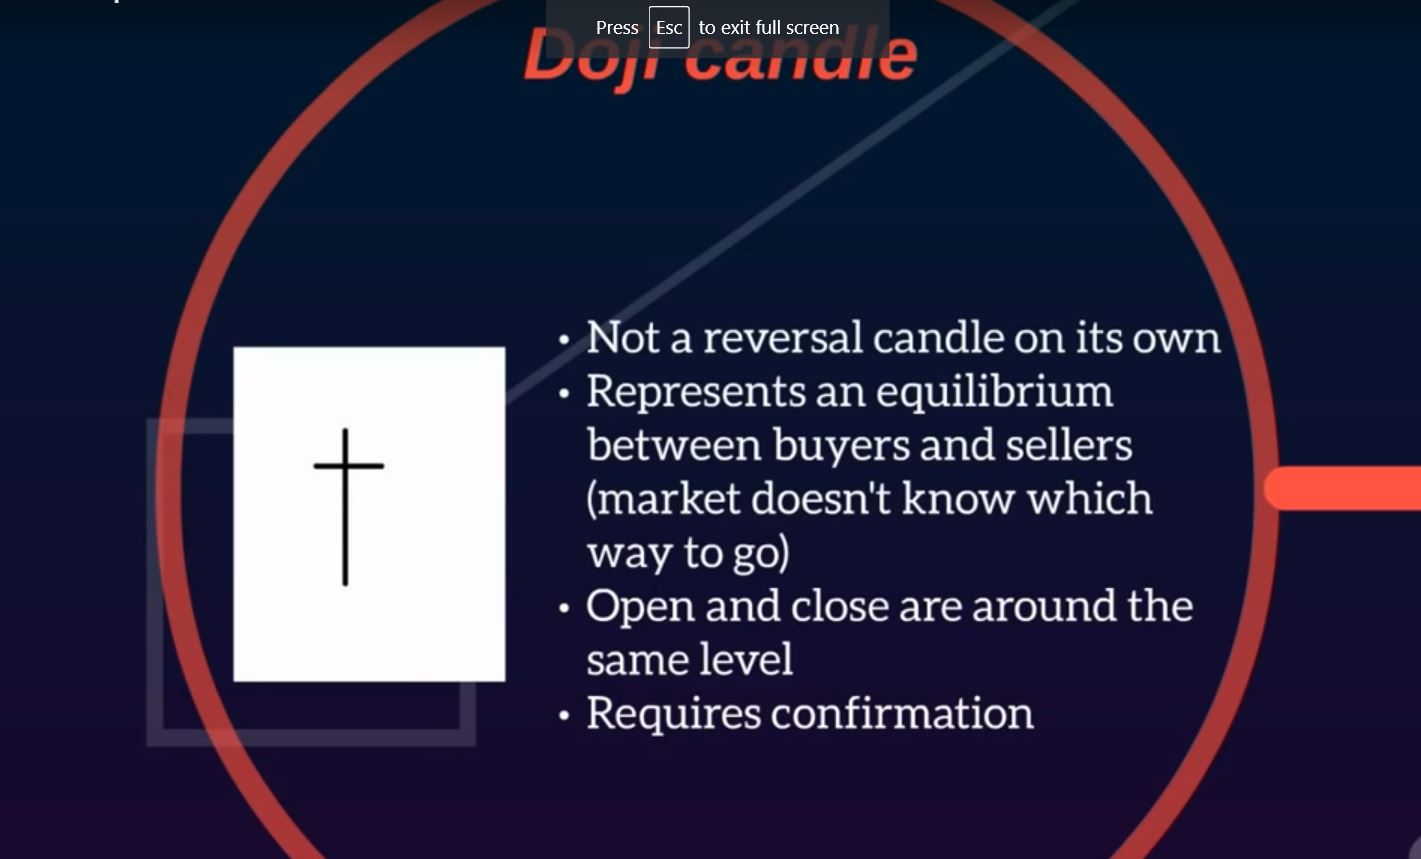 Press Esc to exit full screen
Doji candle
• Not a reversal candle on its own
• Represents an equilibrium
between buyers and sellers
(market doesn't know which
way to go)
• Open and close are around the
same level
• Requires confirmation